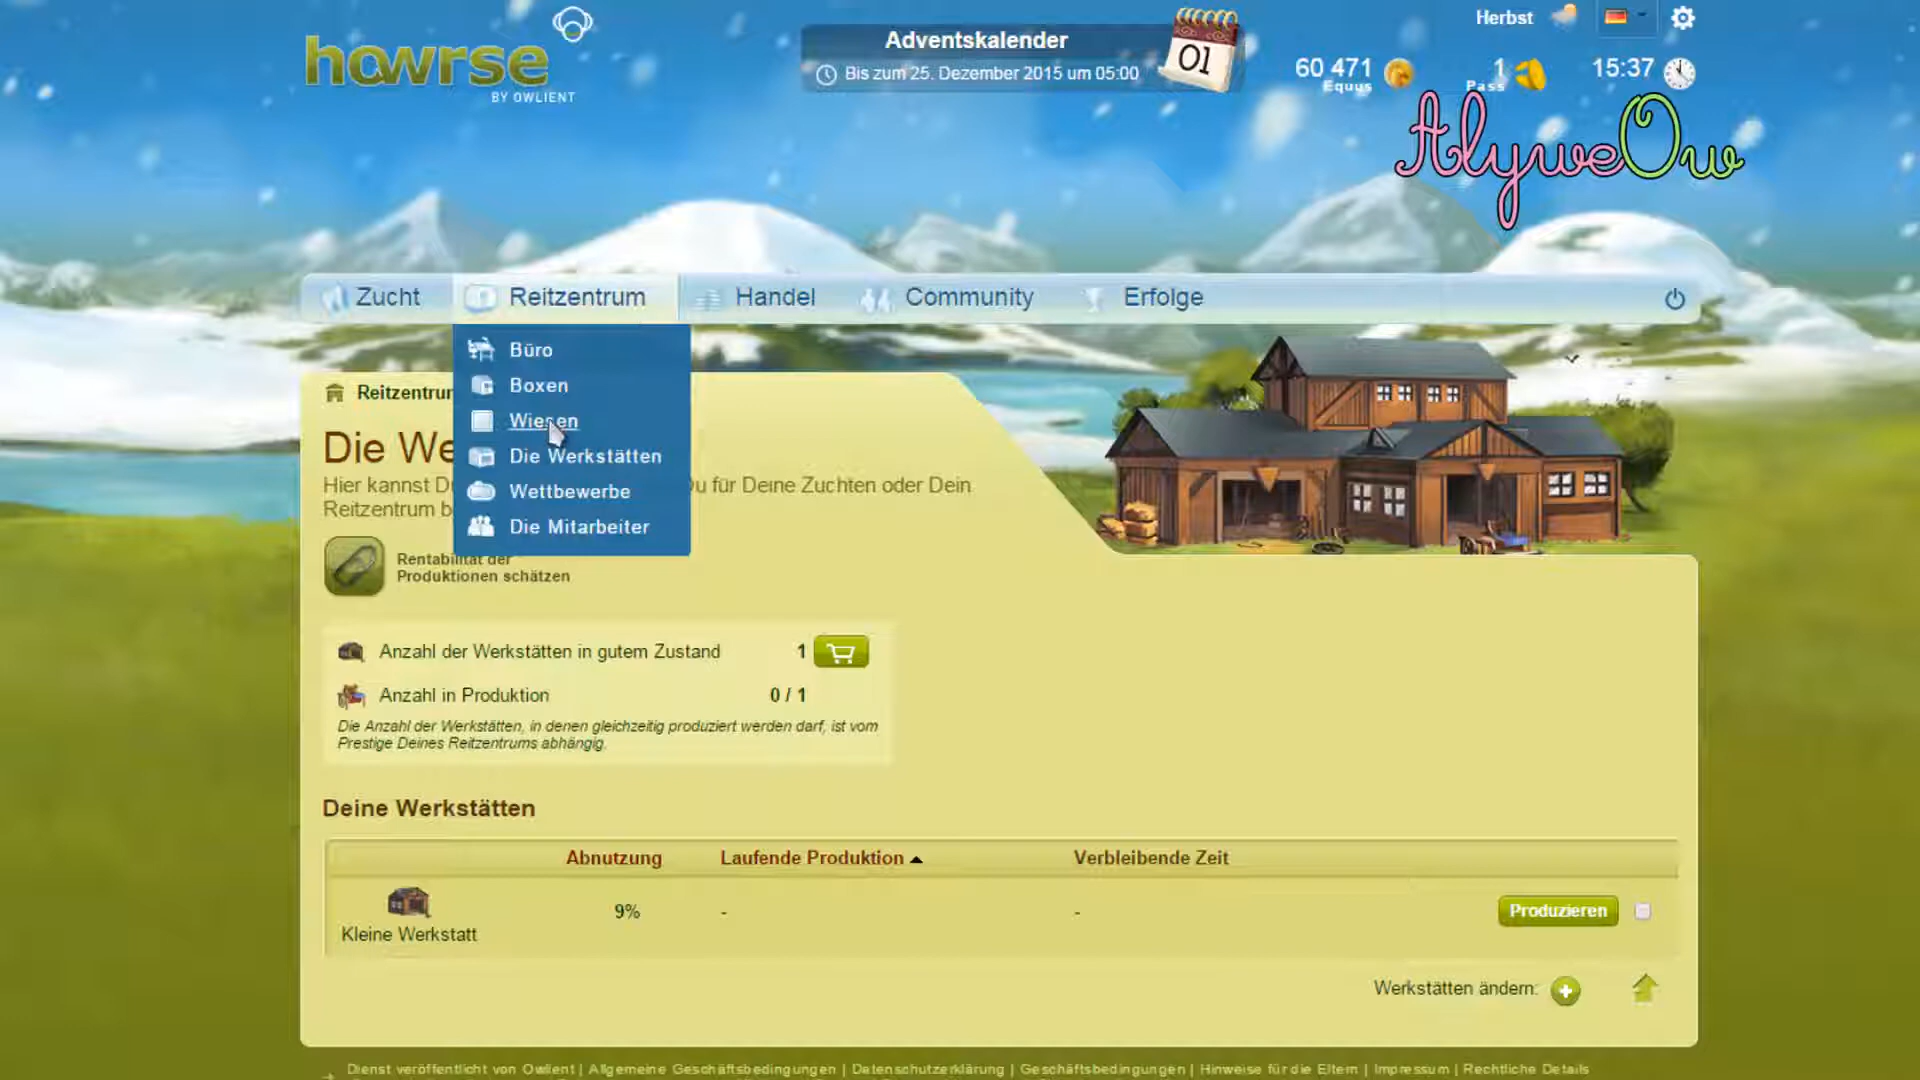 howrse
BY OWLIENT
Adventskalender
Bis zum 25. Dezember 2015 um 05:00
01
Herbst
60 471
Equus
1
Pass
15:37
AlyweOw
Zucht
Reitzentrum
Handel
Community
Erfolge
Büro
Boxen
Wiesen
Die Werkstätten
Wettbewerbe
Die Mitarbeiter
Reitzentrum
Die We
Hier kannst D u für Deine Zuchten oder Dein
Reitzentrum b
Rentabilität der
Produktionen schätzen
Anzahl der Werkstätten in gutem Zustand 1
Anzahl in Produktion 0 / 1
Die Anzahl der Werkstätten, in denen gleichzeitig produziert werden darf, ist vom
Prestige Deines Reitzentrums abhängig.
Deine Werkstätten
Abnutzung Laufende Produktion Verbleibende Zeit
Kleine Werkstatt 9% - - Produzieren
Werkstätten ändern:
Dienst veröffentlicht von Owlient | Allgemeine Geschäftsbedingungen | Datenschutzerklärung | Geschäftsbedingungen | Hinweise für die Eltern | Impressum | Rechtliche Details